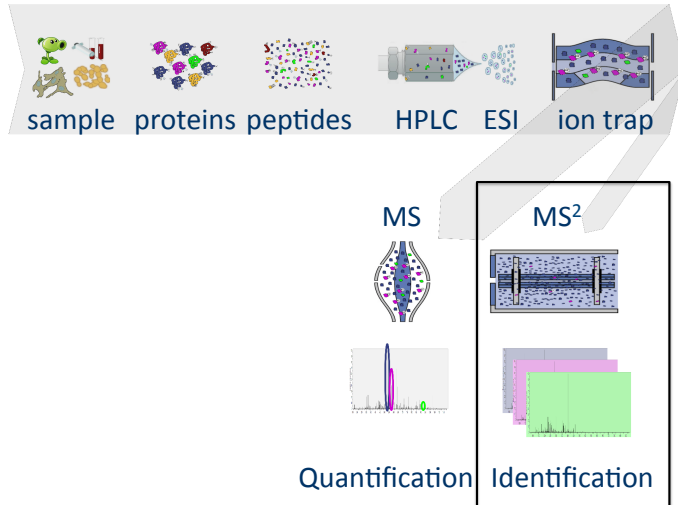 sample proteins peptides HPLC ESI ion trap
MS MS²
Quantification Identification